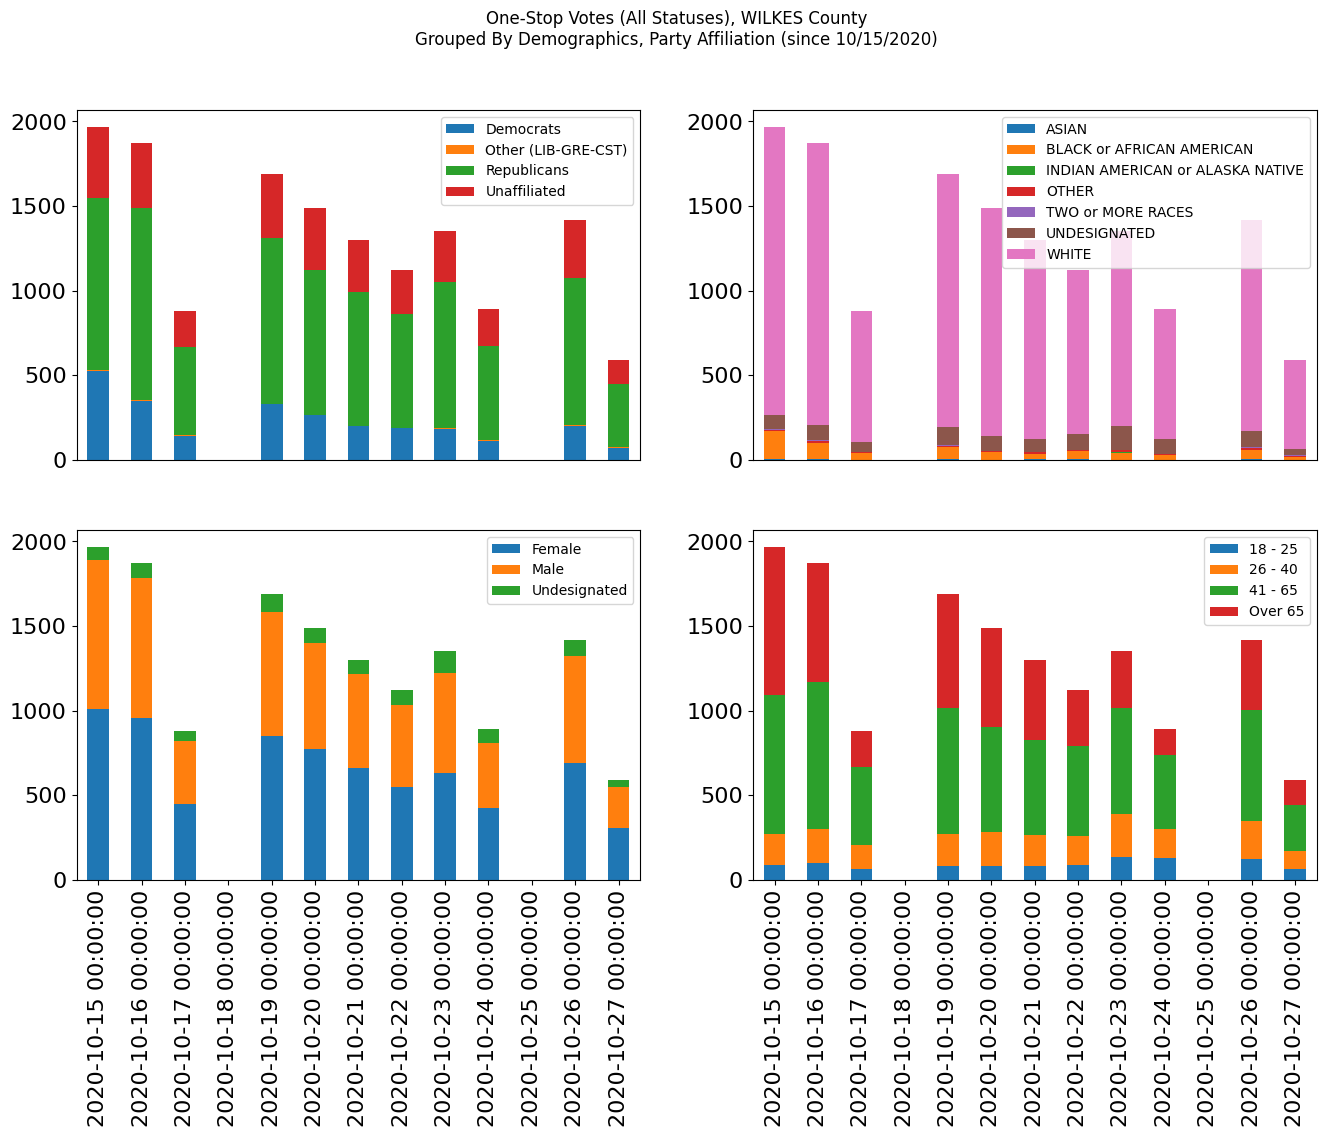 One-Stop Votes (All Statuses), WILKES County
Grouped By Demographics, Party Affiliation (since 10/15/2020)
2000
1500
1000
500
0
Democrats
Other (LIB-GRE-CST)
Republicans
Unaffiliated
2000
1500
1000
500
0
ASIAN
BLACK or AFRICAN AMERICAN
INDIAN AMERICAN or ALASKA NATIVE
OTHER
TWO or MORE RACES
UNDESIGNATED
WHITE
2000
1500
1000
500
0
Female
Male
Undesignated
2020-10-15 00:00:00
2020-10-16 00:00:00
2020-10-17 00:00:00
2020-10-18 00:00:00
2020-10-19 00:00:00
2020-10-20 00:00:00
2020-10-21 00:00:00
2020-10-22 00:00:00
2020-10-23 00:00:00
2020-10-24 00:00:00
2020-10-25 00:00:00
2020-10-26 00:00:00
2020-10-27 00:00:00
2000
1500
1000
500
0
18 - 25
26 - 40
41 - 65
Over 65
2020-10-15 00:00:00
2020-10-16 00:00:00
2020-10-17 00:00:00
2020-10-18 00:00:00
2020-10-19 00:00:00
2020-10-20 00:00:00
2020-10-21 00:00:00
2020-10-22 00:00:00
2020-10-23 00:00:00
2020-10-24 00:00:00
2020-10-25 00:00:00
2020-10-26 00:00:00
2020-10-27 00:00:00